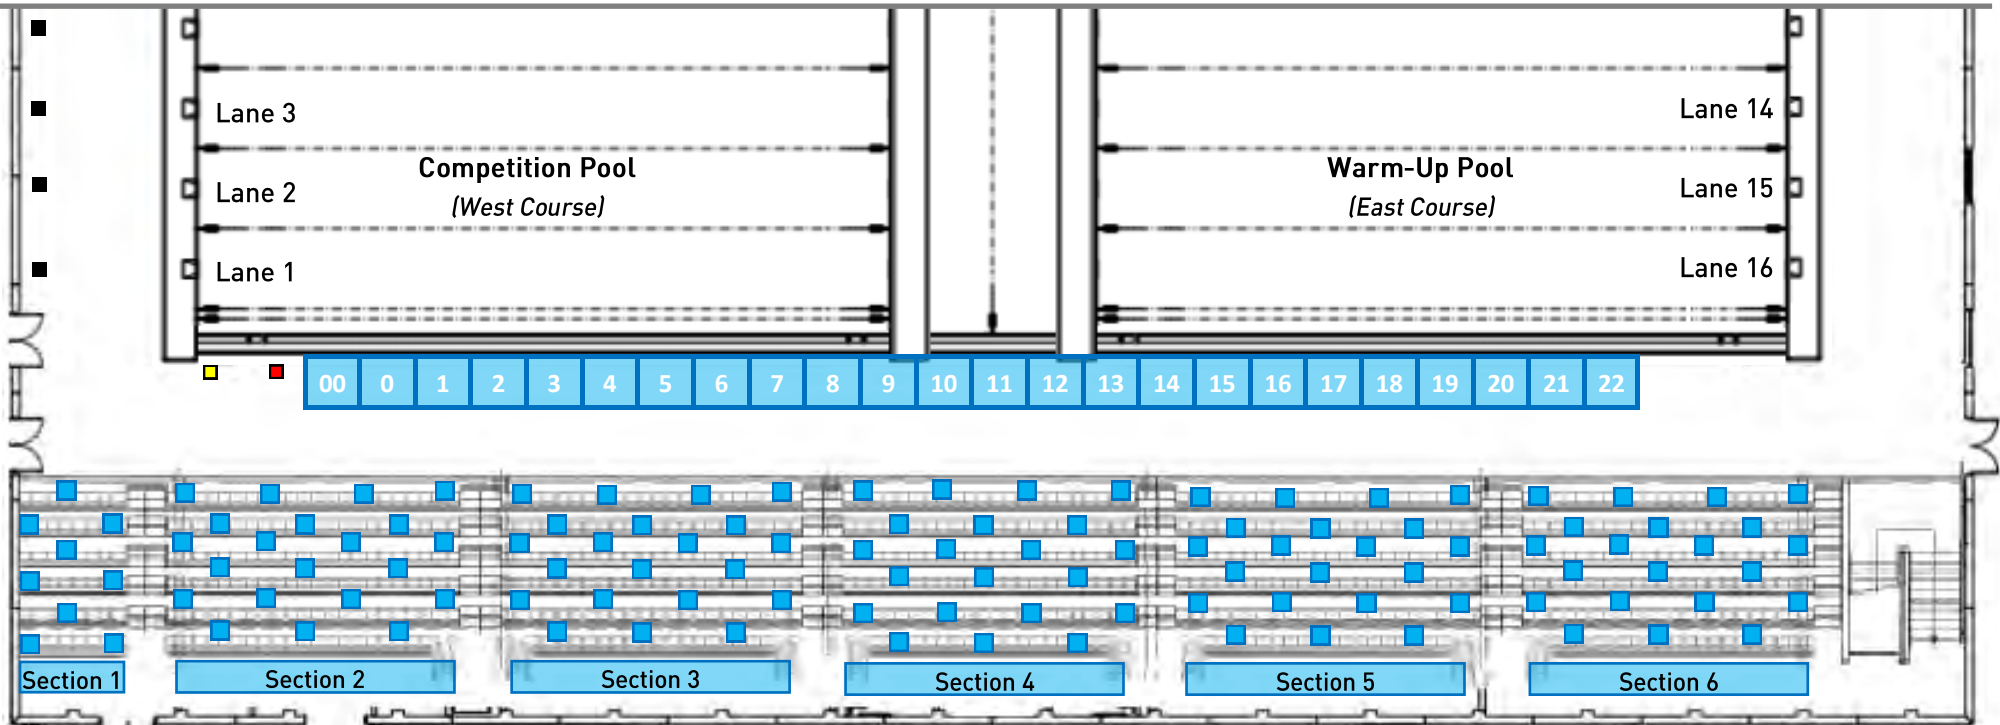 Lane 3
Lane 14
Competition Pool
Warm-Up Pool
(West Course)
(East Course)
Lane 2
Lane 15
Lane 1
Lane 16
00 0 1 2 3 4 5 6 7 8 9 10 11 12 13 14 15 16 17 18 19 20 21 22
Section 1
Section 2
Section 3
Section 4
Section 5
Section 6